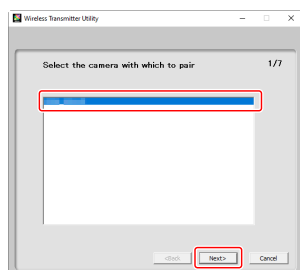 Wireless Transmitter Utility
Select the camera with which to pair 1/7
<Back Next> Cancel